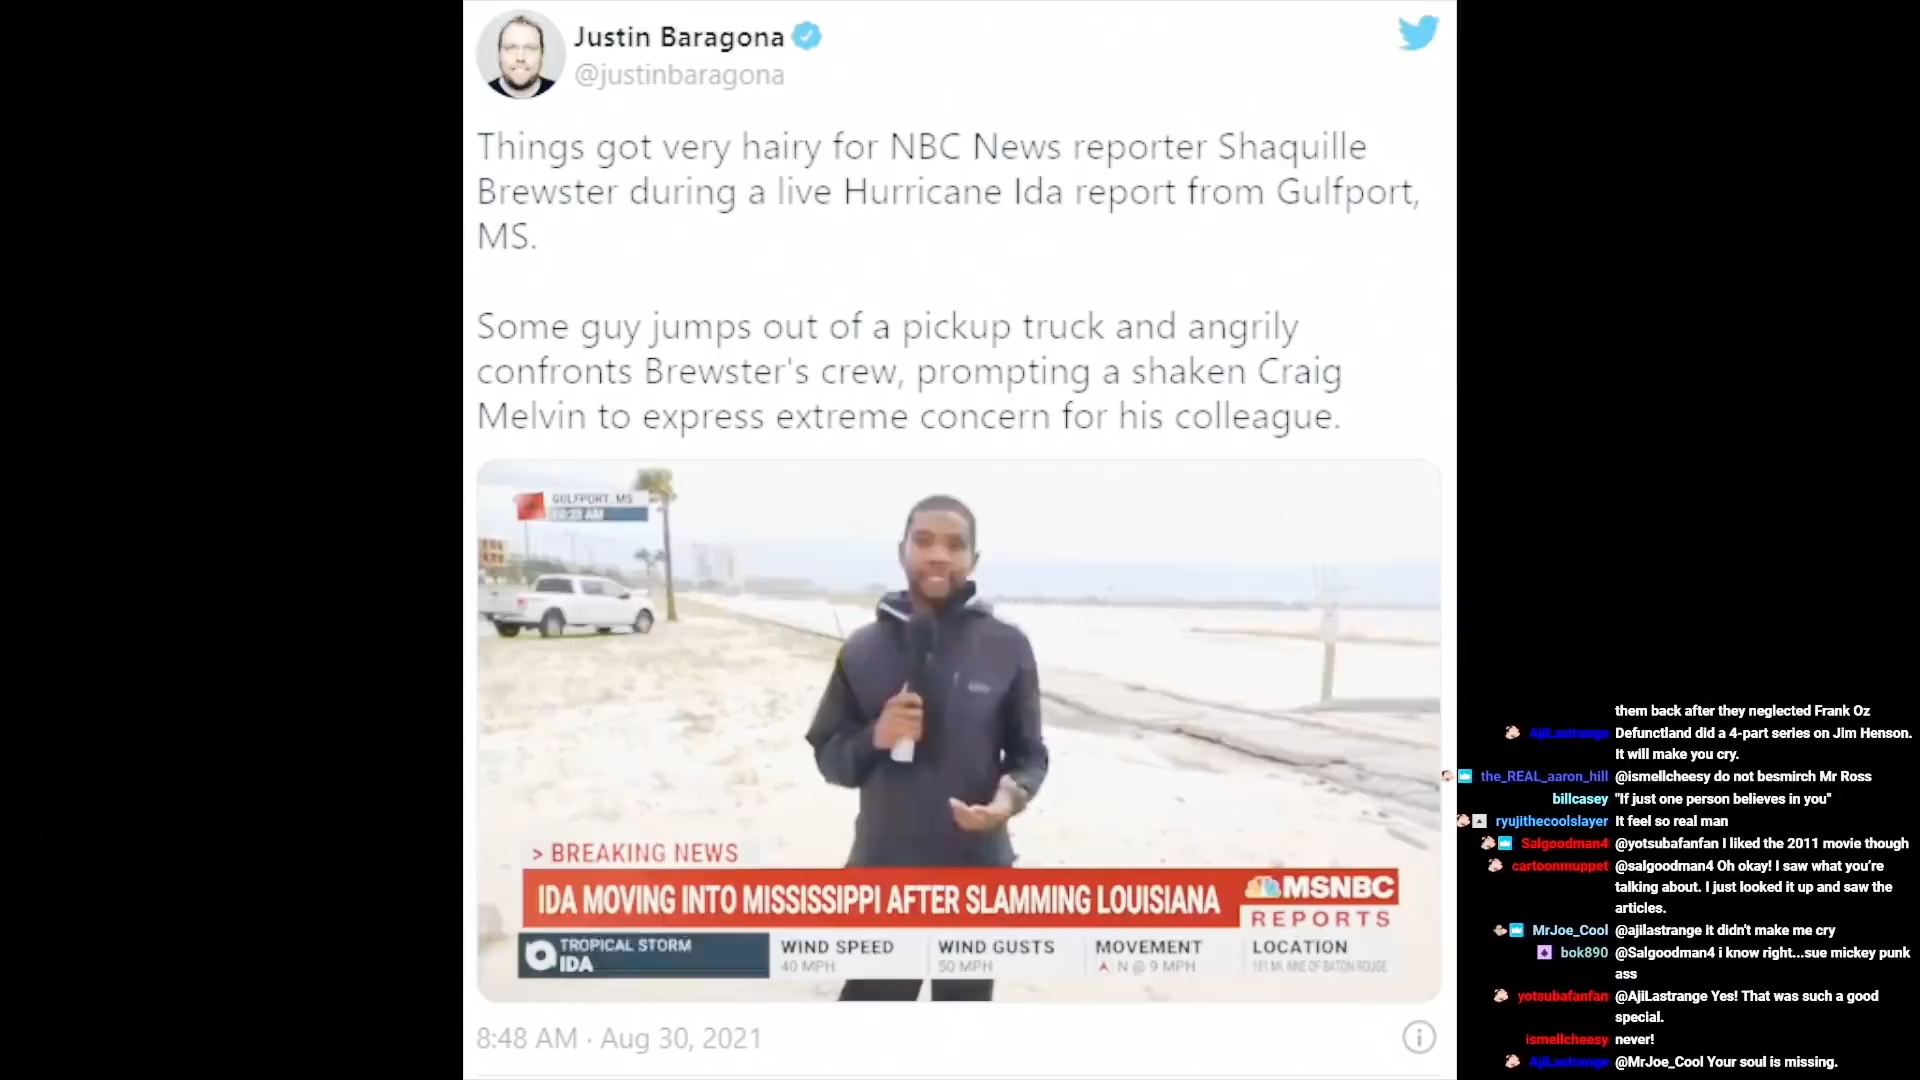 Justin Baragona
@justinbaragona
Things got very hairy for NBC News reporter Shaquille
Brewster during a live Hurricane Ida report from Gulfport,
MS.
Some guy jumps out of a pickup truck and angrily
confronts Brewster's crew, prompting a shaken Craig
Melvin to express extreme concern for his colleague.
GULFPORT, MS
> BREAKING NEWS
IDA MOVING INTO MISSISSIPPI AFTER SLAMMING LOUISIANA
MSNBC
REPORTS
TROPICAL STORM
IDA
WIND SPEED
40 MPH
WIND GUSTS
50 MPH
MOVEMENT
N @ 9 MPH
LOCATION
MI. NNE OF BATON ROUGE
8:48 AM · Aug 30, 2021
them back after they neglected Frank Oz
AjiLastrange Defunctland did a 4-part series on Jim Henson.
It will make you cry.
the_REAL_aaron_hill @ismellcheesy do not besmirch Mr Ross
billcasey "If just one person believes in you"
ryujithecoolslayer It feel so real man
Salgoodman4 @yotsubafanfan I liked the 2011 movie though
cartoonmuppet @salgoodman4 Oh okay! I saw what you're
talking about. I just looked it up and saw the
articles.
MrJoe_Cool @ajilastrange it didn't make me cry
bok890 @Salgoodman4 i know right...sue mickey punk
ass
yotsubafanfan @AjiLastrange Yes! That was such a good
special.
ismellcheesy never!
AjiLastrange @MrJoe_Cool Your soul is missing.